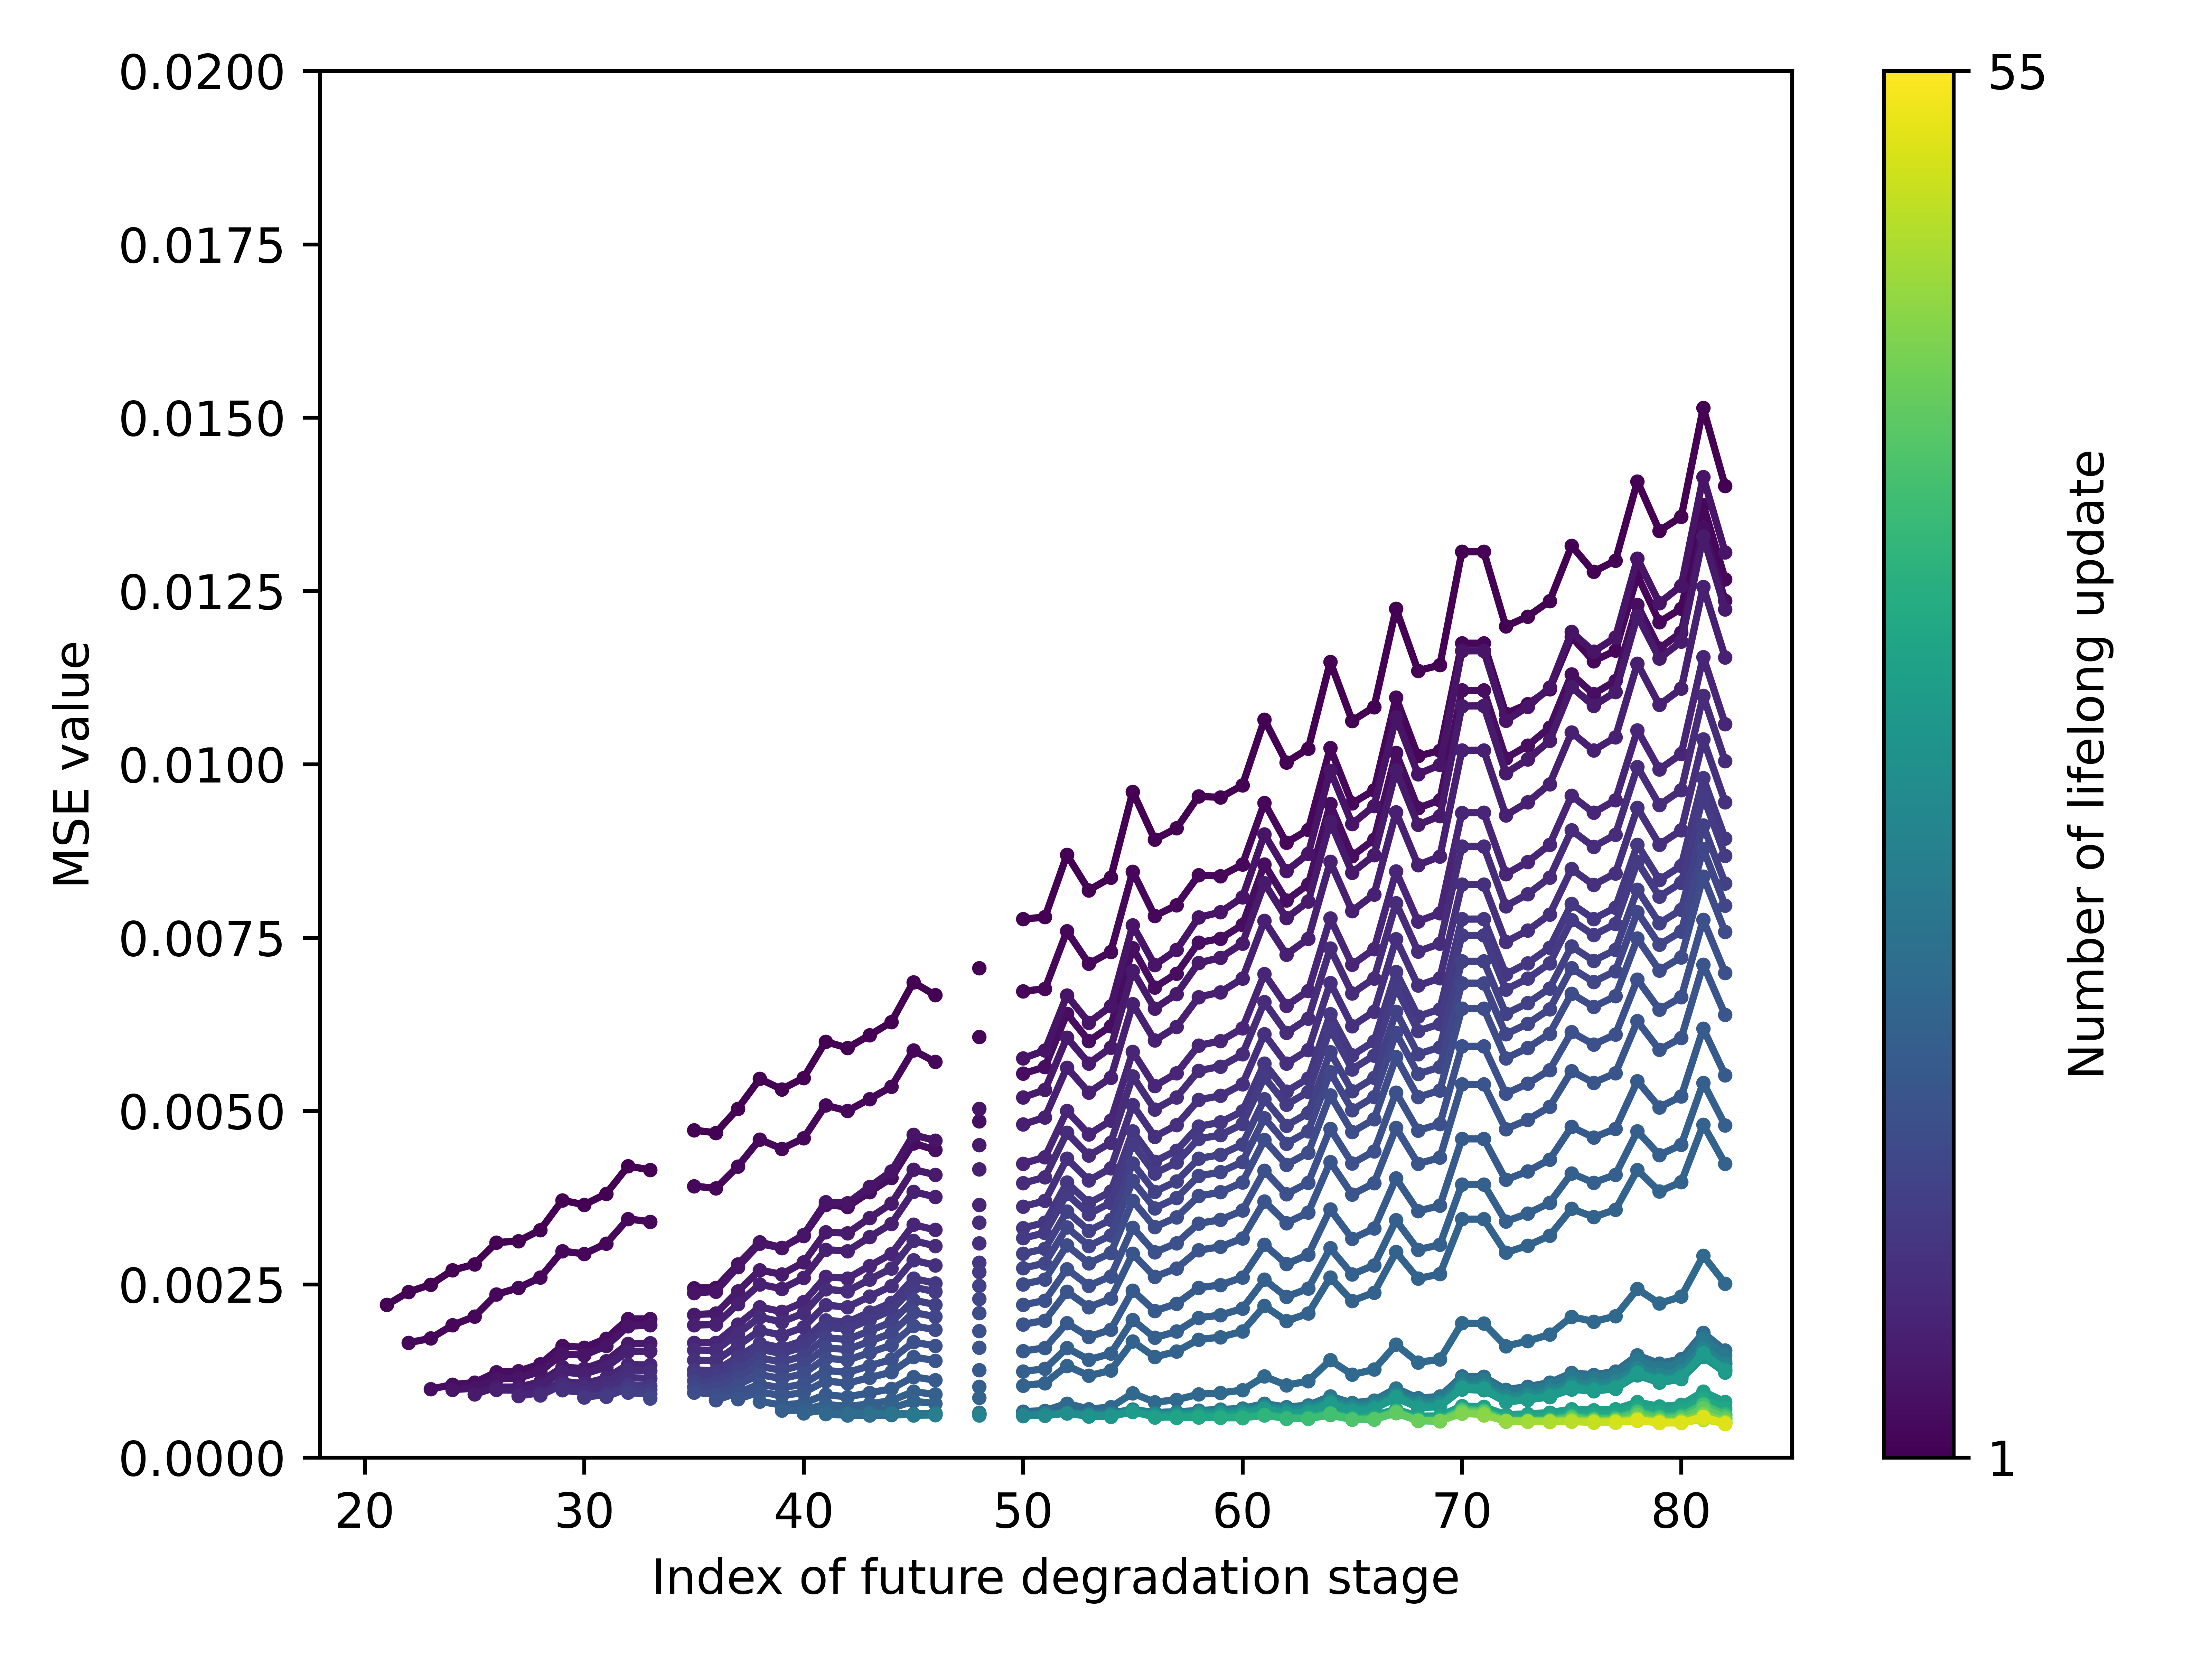 0.0200
0.0175
0.0150
0.0125
0.0100
0.0075
0.0050
0.0025
0.0000
MSE value
20 30 40 50 60 70 80
Index of future degradation stage
55
1
Number of lifelong update